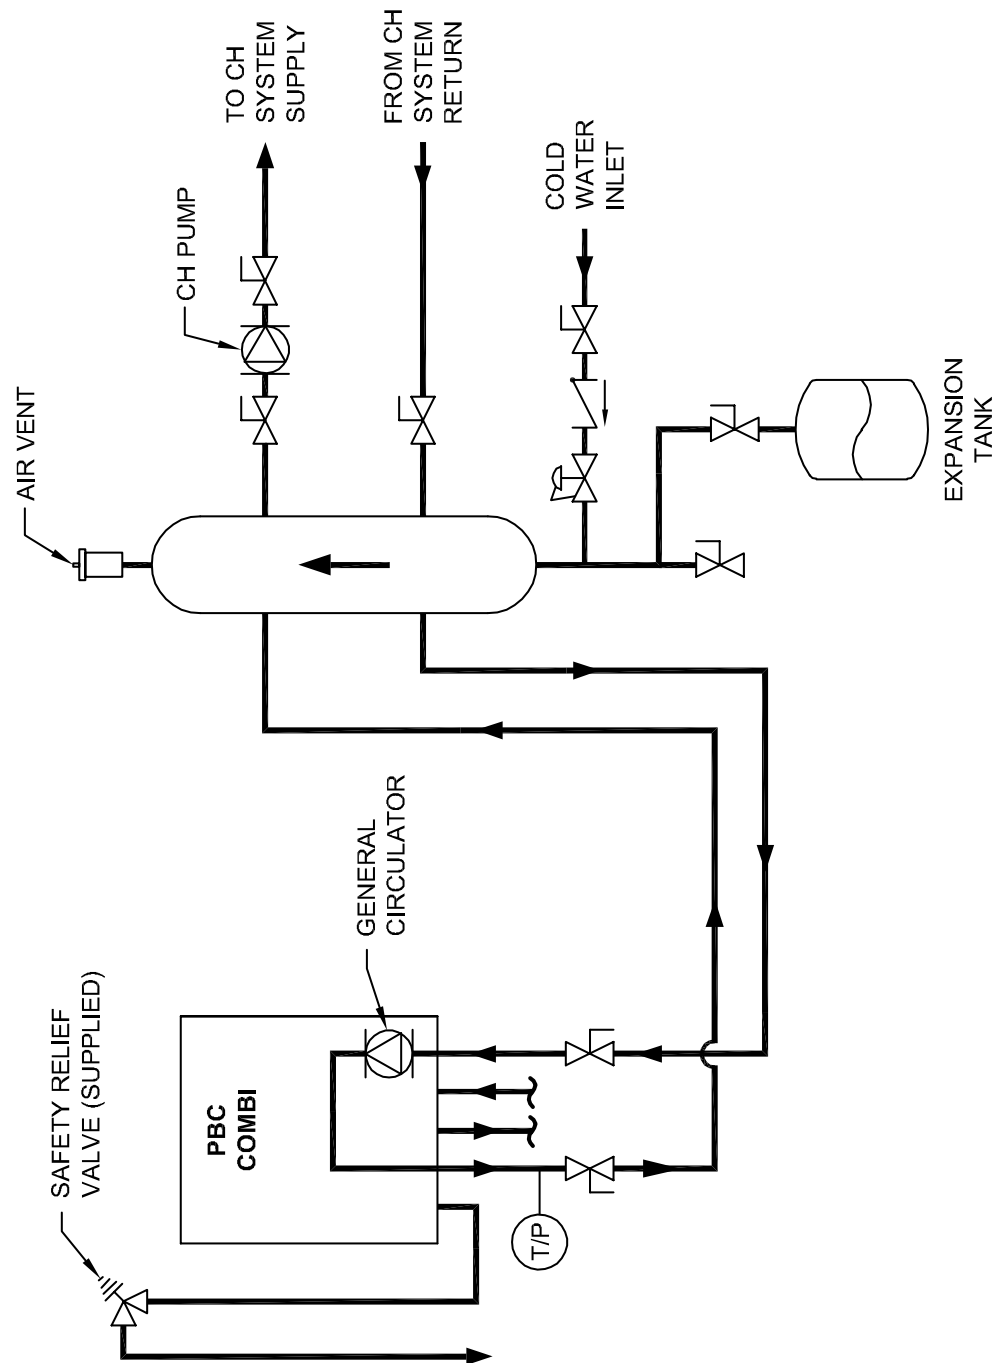 SAFETY RELIEF
VALVE (SUPPLIED)
PBC
COMBI
T/P
GENERAL
CIRCULATOR
AIR VENT
CH PUMP
TO CH
SYSTEM
SUPPLY
FROM CH
SYSTEM
RETURN
COLD
WATER
INLET
EXPANSION
TANK